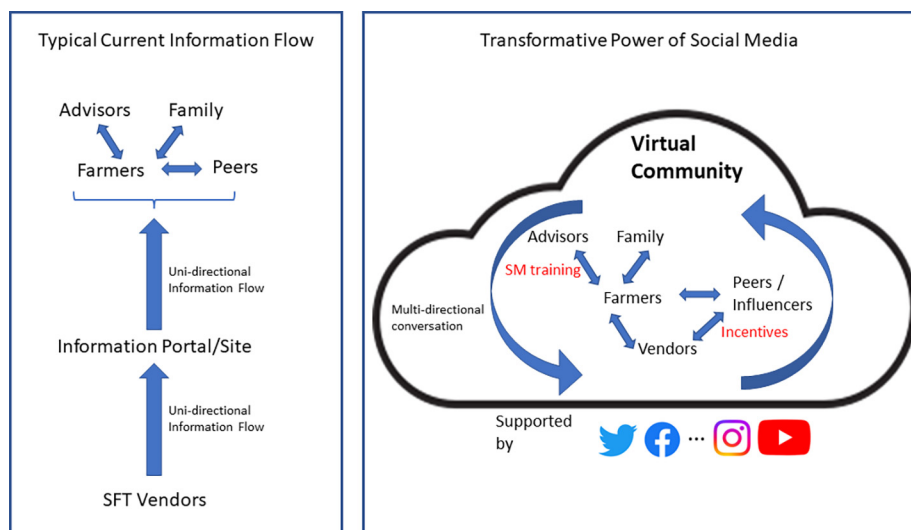 Typical Current Information Flow
Advisors
Family
Farmers
Peers
Uni-directional
Information Flow
Information Portal/Site
Uni-directional
Information Flow
SFT Vendors
Transformative Power of Social Media
Virtual
Community
Advisors
Family
SM training
Farmers
Peers /
Influencers
Multi-directional
conversation
Incentives
Vendors
Supported
by
...